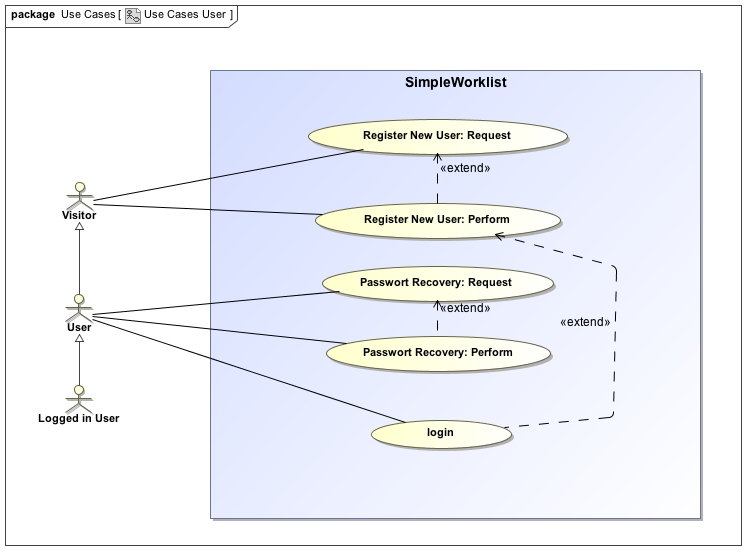 package Use Cases [ Use Cases User ]
SimpleWorklist
Register New User: Request
«extend»
Visitor
Register New User: Perform
Passwort Recovery: Request
«extend»
User
«extend»
Passwort Recovery: Perform
Logged in User
login